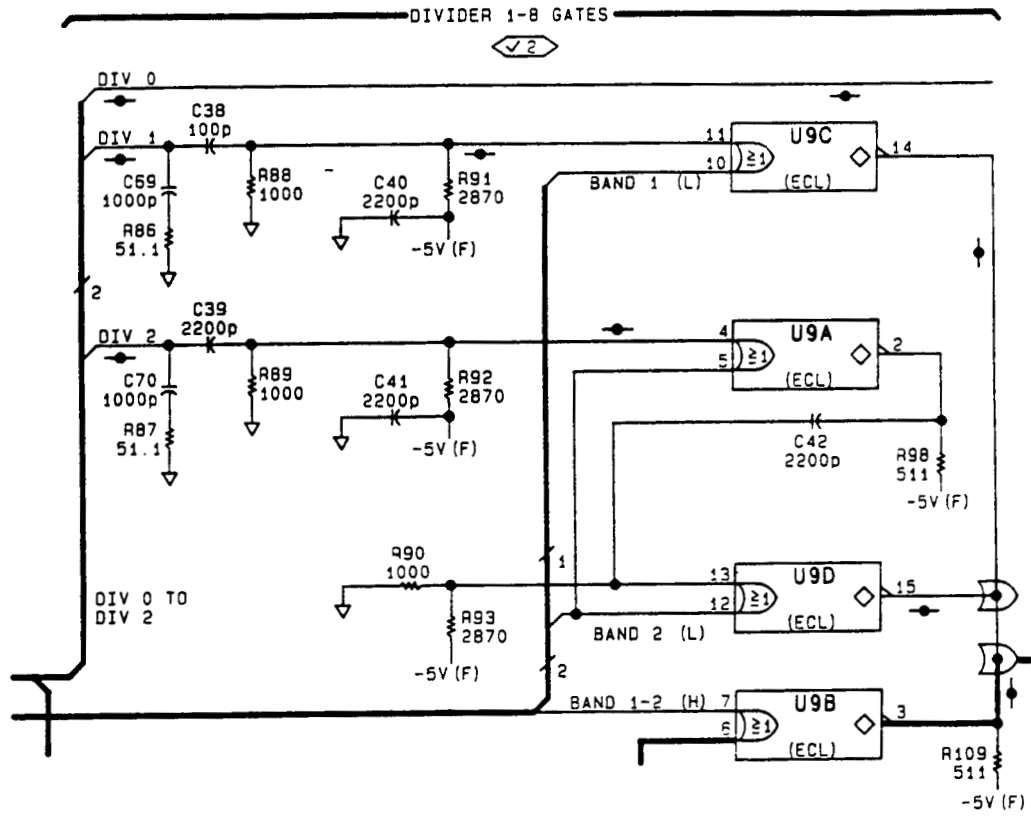 DIVIDER 1-8 GATES
✓ 2
DIV 0
DIV 1
C38
100p
11
10
U9C
≥1
(ECL)
14
C69
1000p
R86
51.1
R88
1000
C40
2200p
R91
2870
-5V (F)
BAND 1 (L)
2
DIV 2
C39
2200p
4
5
U9A
≥1
(ECL)
2
C70
1000p
R87
51.1
R89
1000
C41
2200p
R92
2870
-5V (F)
C42
2200p
R98
511
-5V (F)
R90
1000
1
13
12
U9D
≥1
(ECL)
15
DIV 0 TO
DIV 2
R93
2870
-5V (F)
BAND 2 (L)
2
BAND 1-2 (H)
7
6
U9B
≥1
(ECL)
3
R109
511
-5V (F)